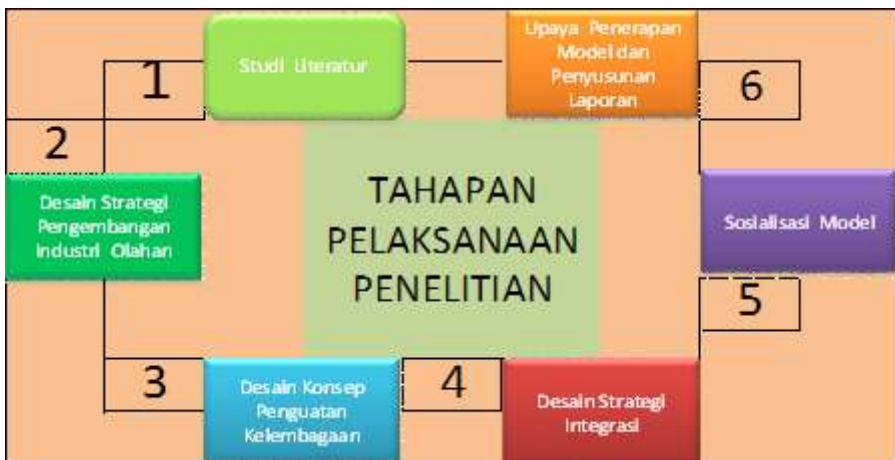 1
Studi Literatur
2
Desain Strategi
Pengembangan
Industri Olahan
3
Desain Konsep
Penguatan
Kelembagaan
4
Desain Strategi
Integrasi
5
Sosialisasi Model
6
Upaya Penerapan
Model dan
Penyusunan
Laporan
TAHAPAN
PELAKSANAAN
PENELITIAN